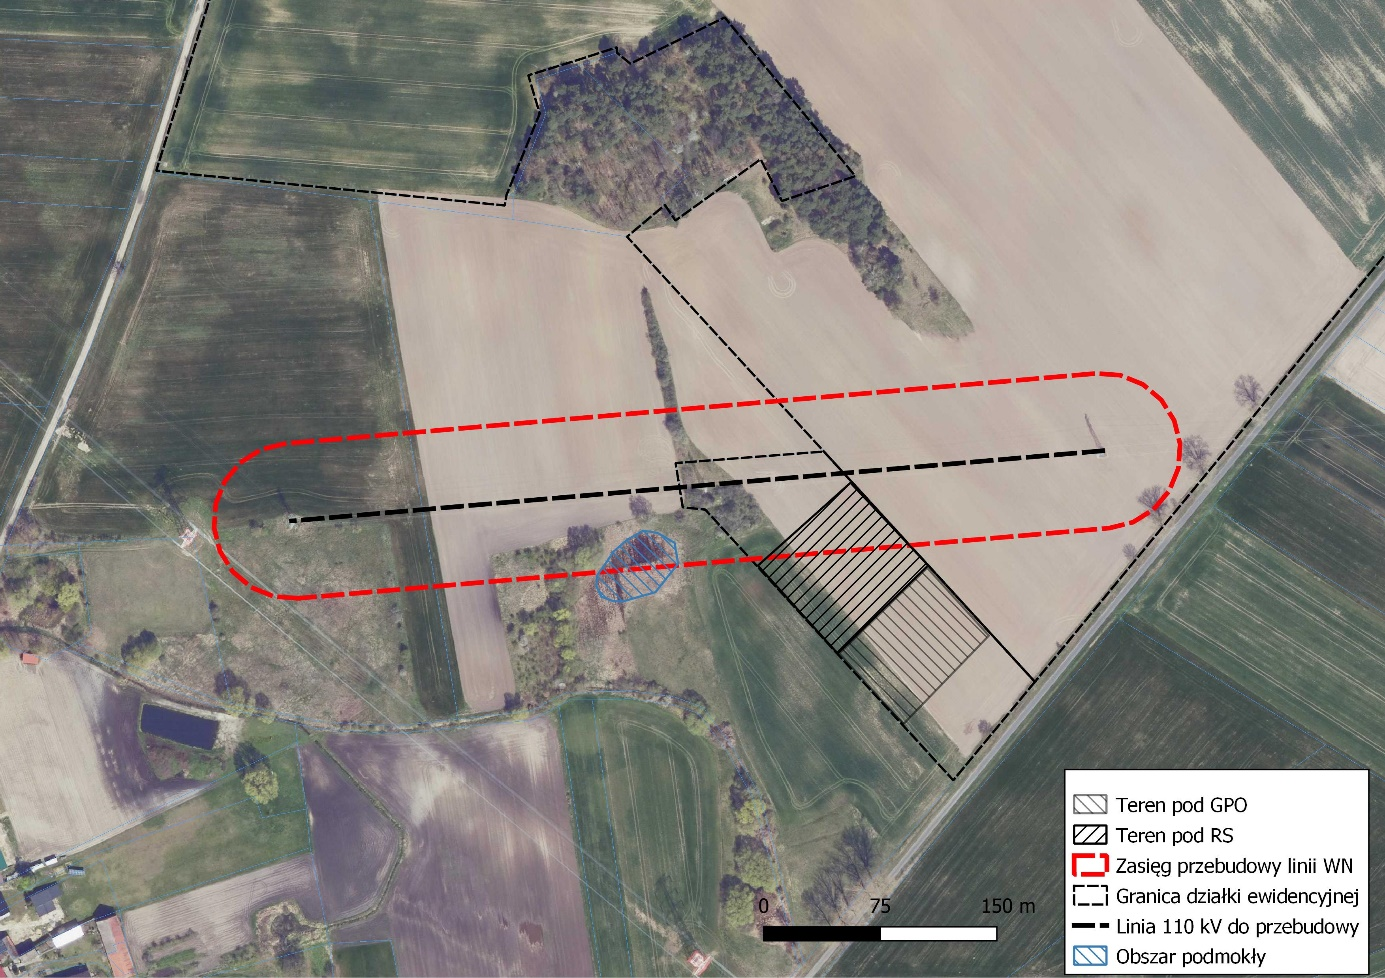 0 75 150 m
Teren pod GPO
Teren pod RS
Zasięg przebudowy linii WN
Granica działki ewidencyjnej
Linia 110 kV do przebudowy
Obszar podmokły